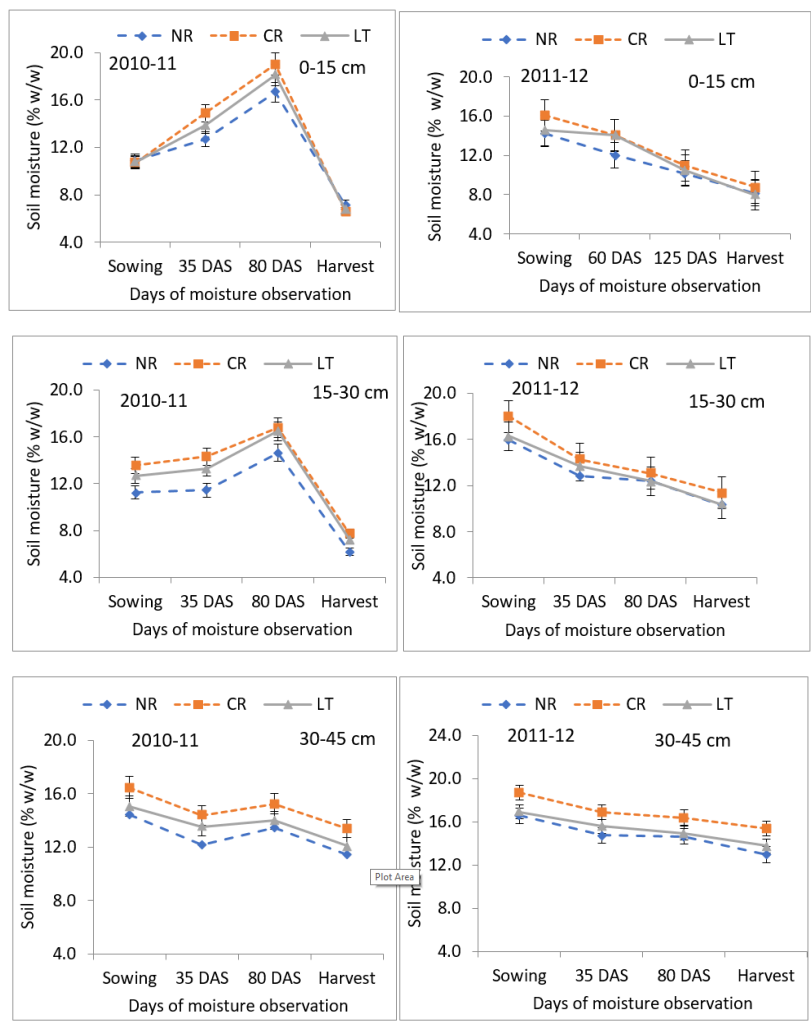 NR CR LT
20.0
2010-11 0-15 cm
16.0
12.0
8.0
4.0
Soil moisture (% w/w)
Sowing 35 DAS 80 DAS Harvest
Days of moisture observation
NR CR LT
20.0
2011-12 0-15 cm
16.0
12.0
8.0
4.0
Soil moisture (% w/w)
Sowing 60 DAS 125 DAS Harvest
Days of moisture observation
NR CR LT
20.0
2010-11 15-30 cm
16.0
12.0
8.0
4.0
Soil moisture (% w/w)
Sowing 35 DAS 80 DAS Harvest
Days of moisture observation
NR CR LT
20.0
2011-12 15-30 cm
16.0
12.0
8.0
4.0
Soil moisture (% w/w)
Sowing 35 DAS 80 DAS Harvest
Days of moisture observation
NR CR LT
20.0
2010-11 30-45 cm
16.0
12.0
8.0
4.0
Soil moisture (% w/w)
Sowing 35 DAS 80 DAS Harvest
Days of moisture observation
Plot Area
NR CR LT
24.0
2011-12 30-45 cm
20.0
16.0
12.0
8.0
4.0
Soil moisture (% w/w)
Sowing 35 DAS 80 DAS Harvest
Days of moisture observation